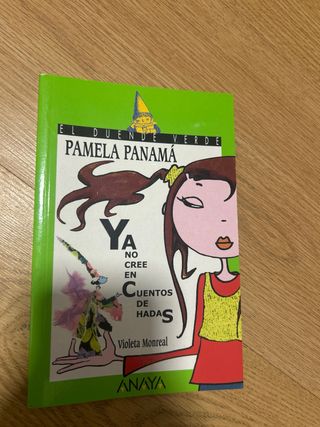 EL DUENDE VERDE
PAMELA PANAMÁ
YA
NO
CREE
EN
CUENTOS
DE
HADAS
Violeta Monreal
ANAYA